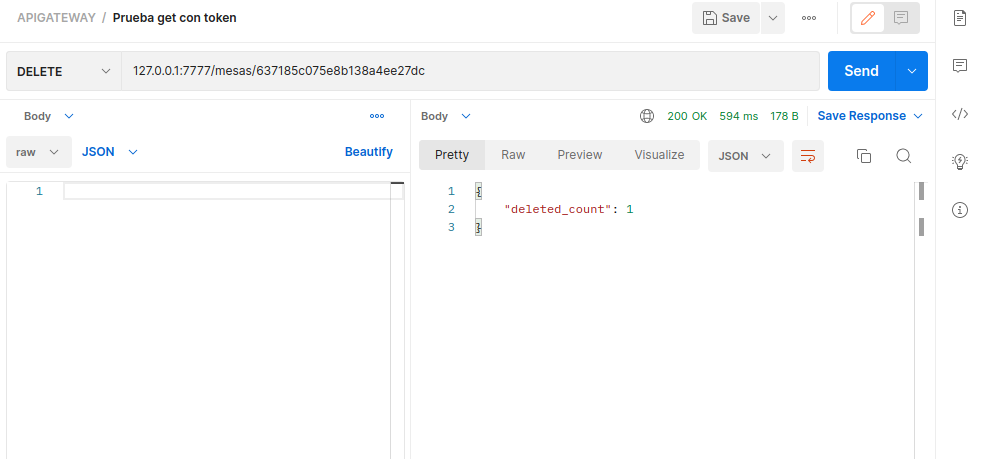 APIGATEWAY / Prueba get con token
Save
DELETE
127.0.0.1:7777/mesas/637185c075e8b138a4ee27dc
Send
Body
raw
JSON
Beautify
1
Body
200 OK 594 ms 178 B
Save Response
Pretty Raw Preview Visualize
JSON
1 {
2 "deleted_count": 1
3 }